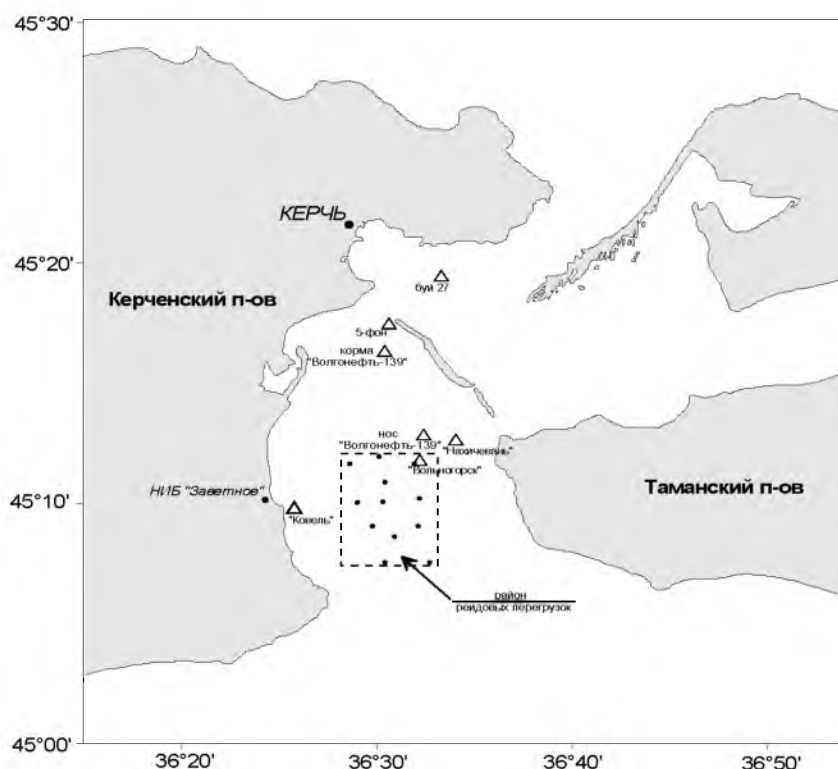 45°30'
КЕРЧЬ
45°20'
буй 27
Керченский п-ов
5-фон
корма
"Волгонефть-139"
нос
"Волгонефть-139"
"Нахичевань"
"Вольногорск"
НИБ "Заветное"
45°10'
Таманский п-ов
"Ковель"
район
рейдовых перегрузок
45°00'
36°20'
36°30'
36°40'
36°50'